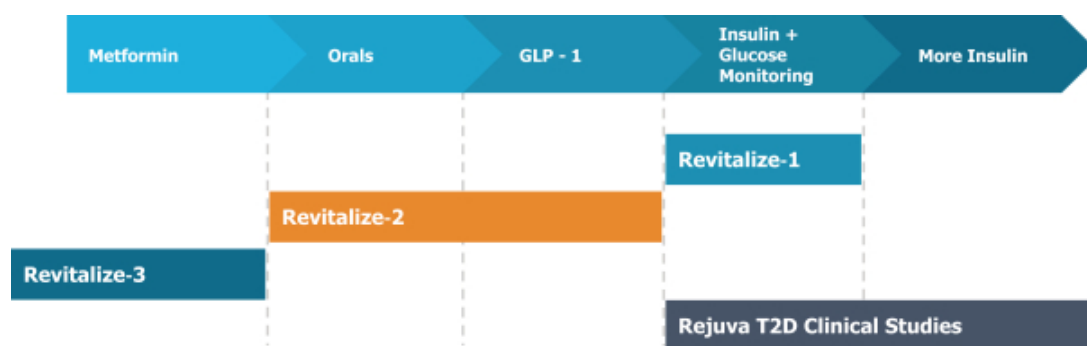 Metformin
Orals
GLP - 1
Insulin +
Glucose
Monitoring
More Insulin
Revitalize-1
Revitalize-2
Revitalize-3
Rejuva T2D Clinical Studies